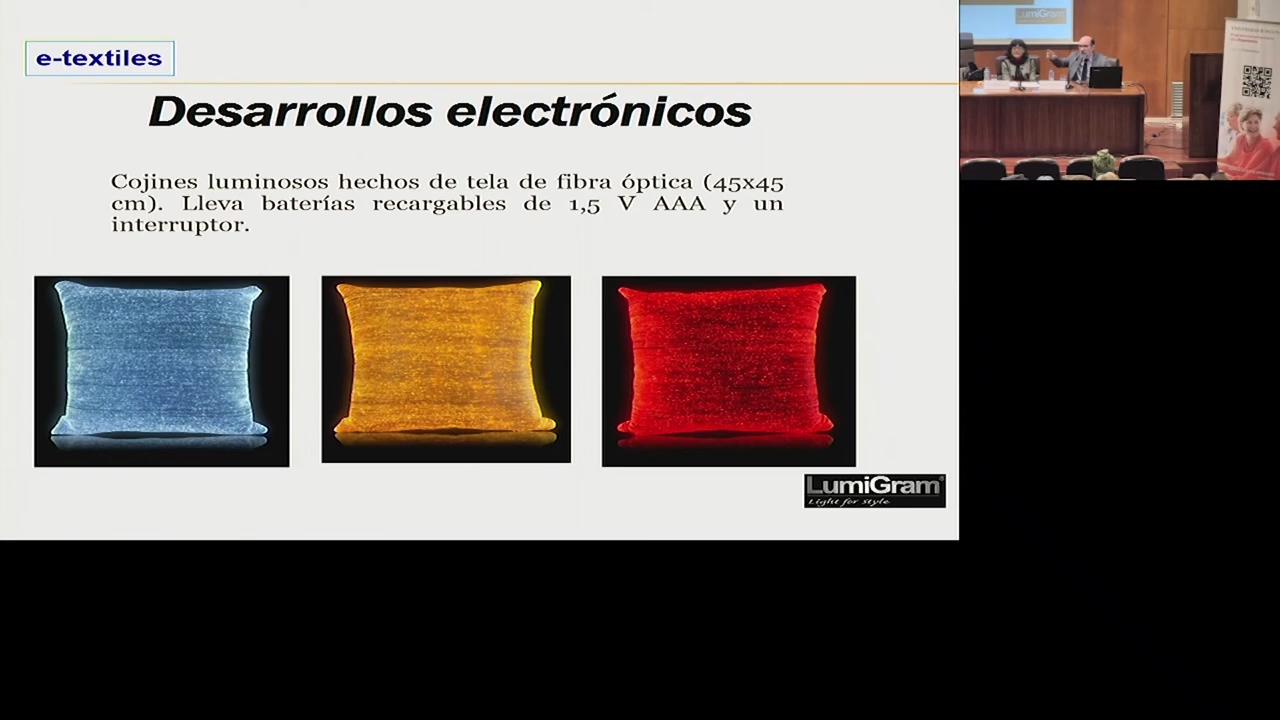 e-textiles
Desarrollos electrónicos
Cojines luminosos hechos de tela de fibra óptica (45x45
cm). Lleva baterías recargables de 1,5 V AAA y un
interruptor.
LumiGram®
Light for style
LumiGram